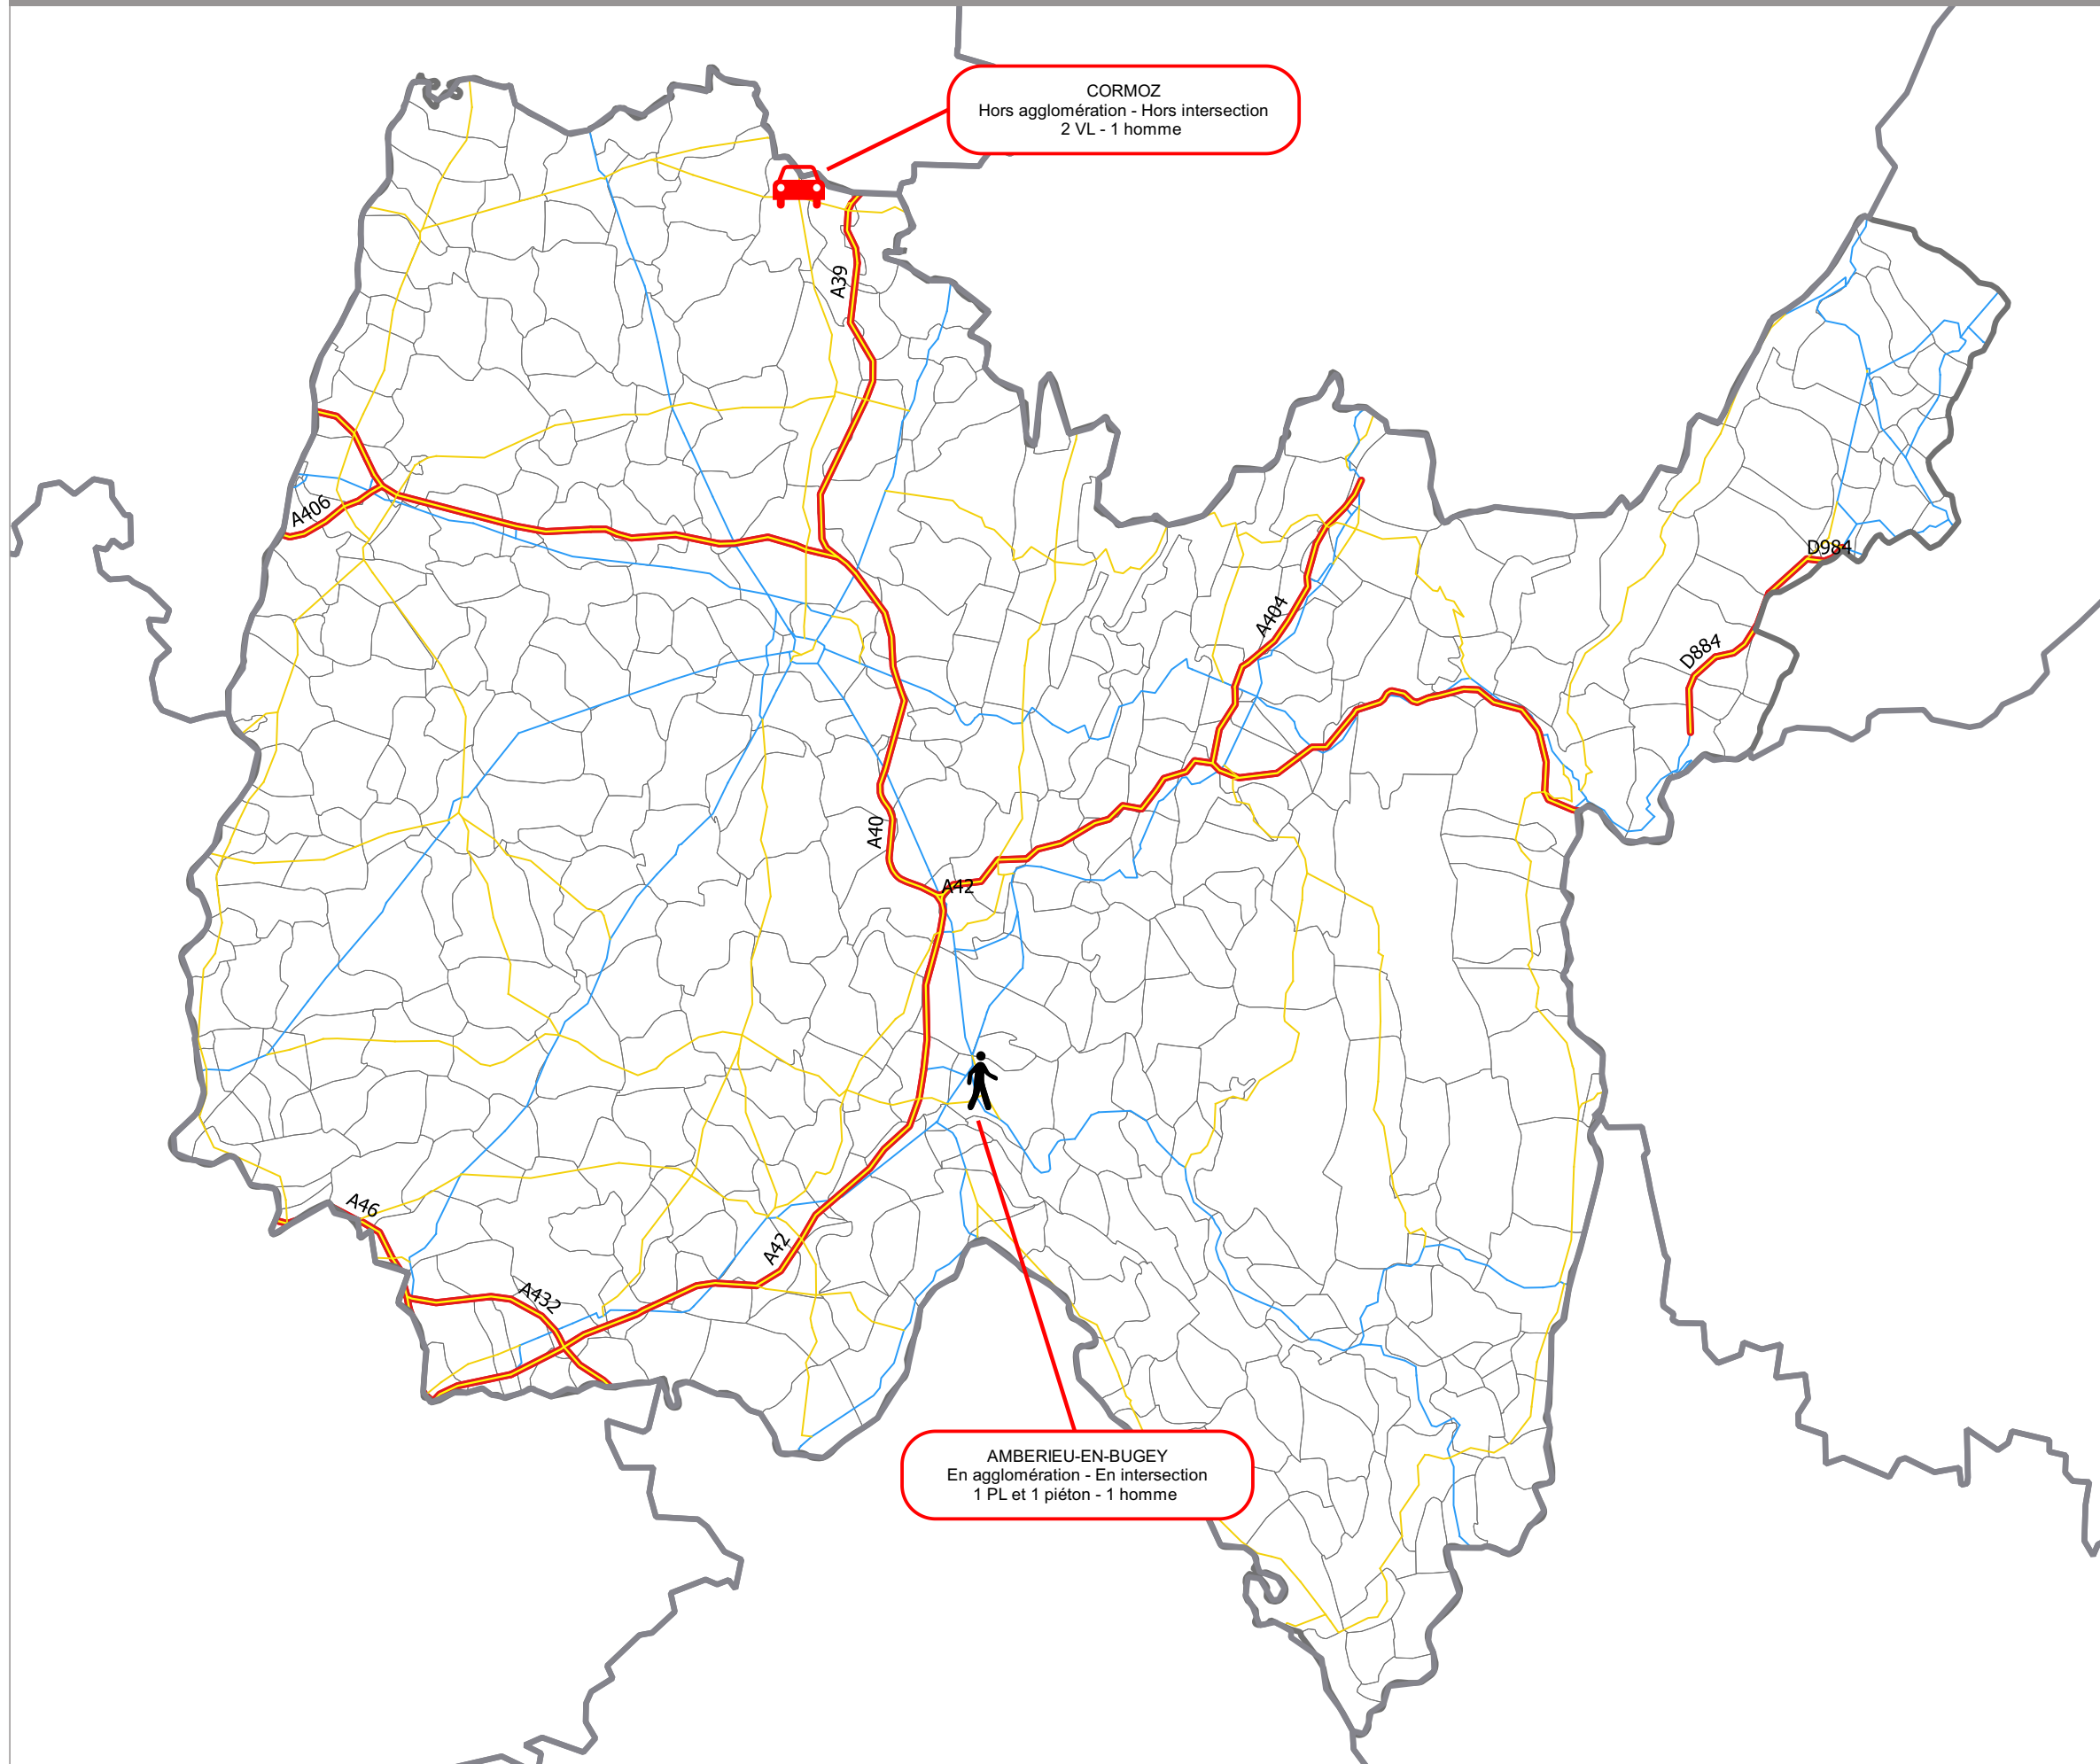 CORMOZ
Hors agglomération - Hors intersection
2 VL - 1 homme
A39
A406
D984
A404
D884
A40
A42
A46
A42
A432
AMBERIEU-EN-BUGEY
En agglomération - En intersection
1 PL et 1 piéton - 1 homme